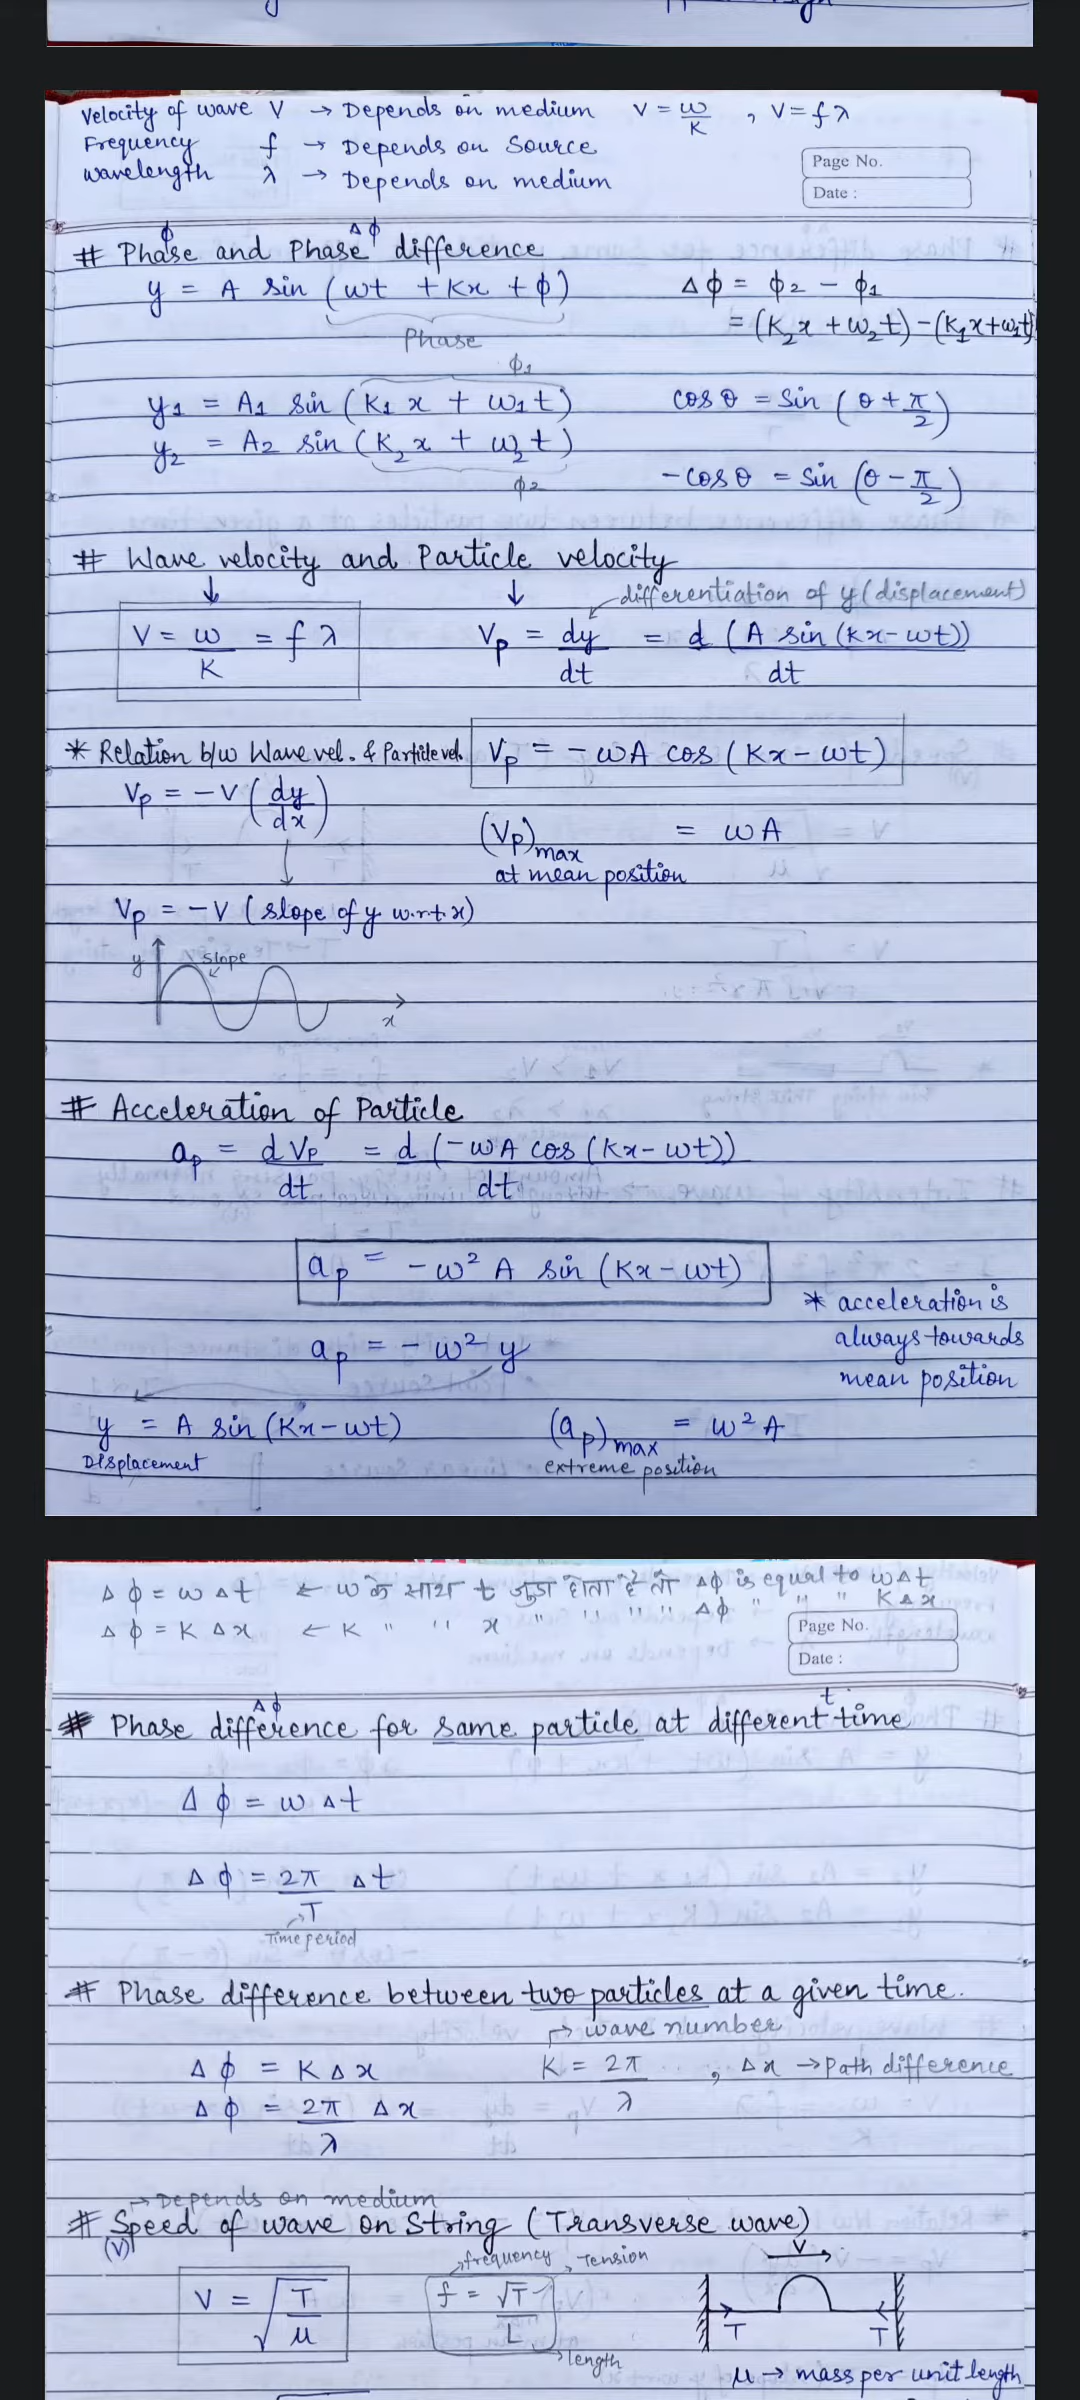 Velocity of wave V → Depends on medium V = ω/K , V = fλ
Frequency f → Depends on Source
wavelength λ → Depends on medium
Page No.
Date :
ϕ Δϕ
# Phase and Phase difference
y = A sin (ωt + Kx + ϕ) Δϕ = ϕ2 - ϕ1
Phase = (K2x + ω2t) - (K1x + ω1t)
ϕ1
y1 = A1 sin (K1 x + ω1 t) cos θ = sin (θ + π/2)
y2 = A2 sin (K2 x + ω2 t)
ϕ2 - cos θ = sin (θ - π/2)
# Wave velocity and Particle velocity
differentiation of y (displacement)
V = ω/K = f λ Vp = dy/dt = d (A sin (Kx - ωt))/dt
* Relation b/w Wave vel. & Particle vel. Vp = - ωA cos (Kx - ωt)
Vp = - V (dy/dx)
(Vp)max = ωA
at mean position
Vp = - V (slope of y w.r.t. x)
y slope
x
# Acceleration of Particle
ap = dVp/dt = d (-ωA cos (Kx - ωt))/dt
ap = - ω² A sin (Kx - ωt)
* acceleration is
always towards
mean position
ap = - ω² y
y = A sin (Kx - ωt) (ap)max = ω² A
Displacement extreme position
Δϕ = ω Δt ← ω के साथ t जुड़ा होता है तो Δϕ is equal to ωΔt
Δϕ = K Δx ← K " " x " " " " Δϕ " " " KΔx
Page No.
Date :
Δϕ t
# Phase difference for same particle at different time
Δϕ = ω Δt
Δϕ = 2π/T Δt
Time period
# Phase difference between two particles at a given time.
→ wave number
Δϕ = K Δx K = 2π/λ , Δx → Path difference
Δϕ = 2π/λ Δx
→ Depends on medium
# Speed of wave on String (Transverse wave)
(V)
frequency Tension V
V = √T/μ f = √T/L T T
length
μ → mass per unit length